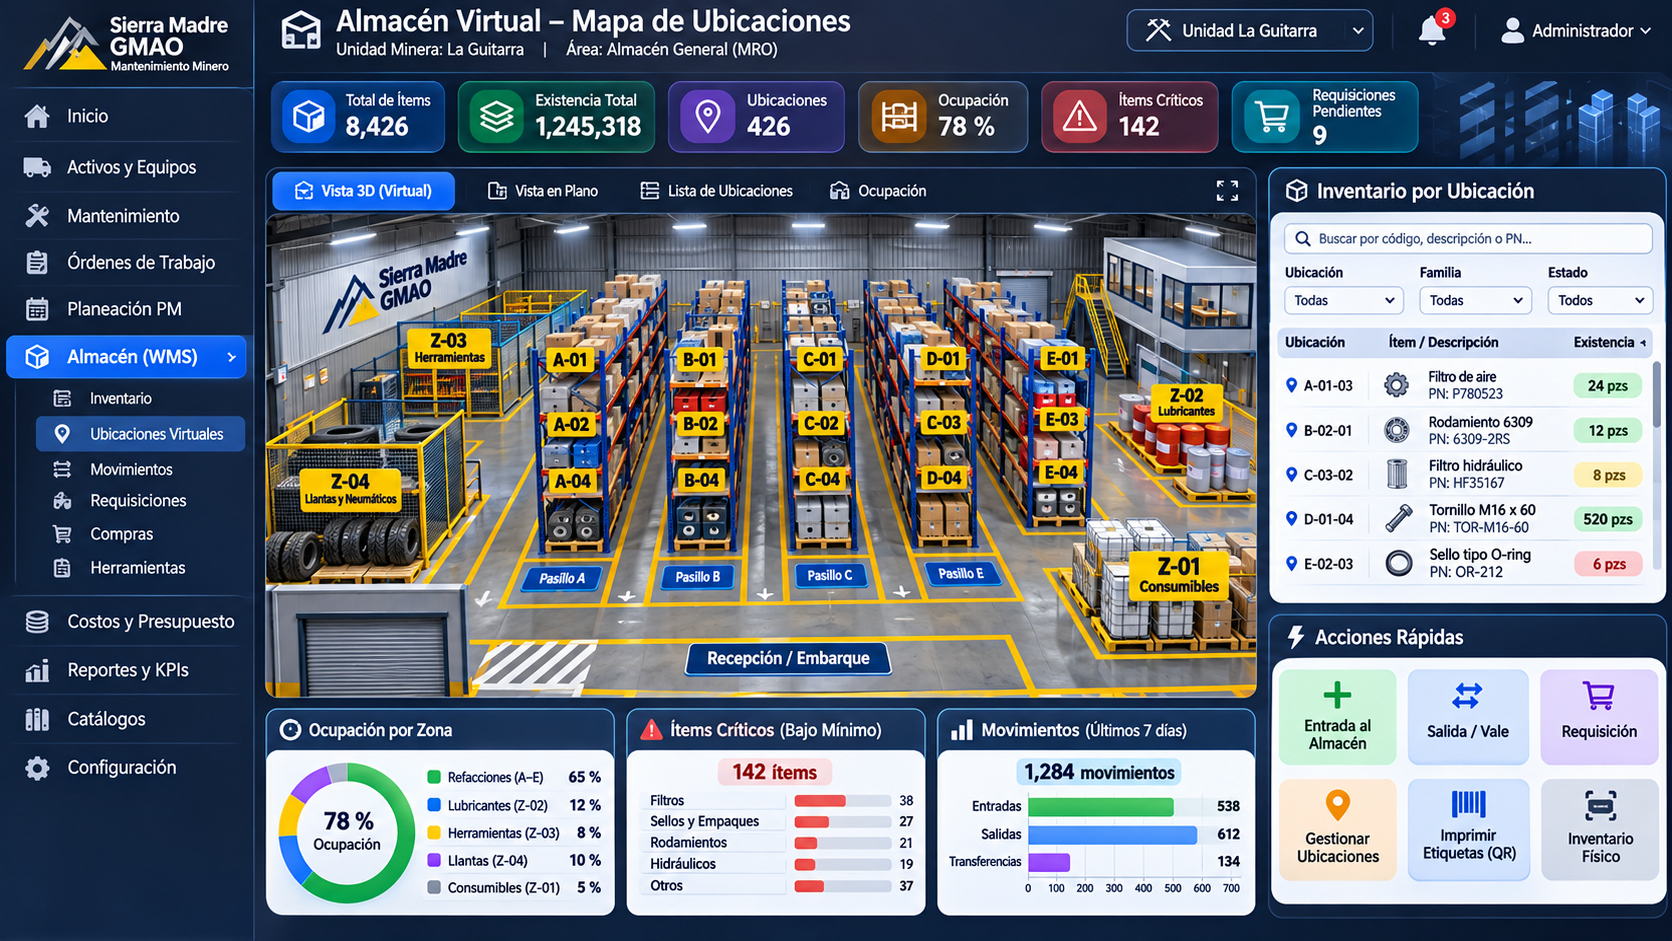 Sierra Madre
GMAO
Mantenimiento Minero
Inicio
Activos y Equipos
Mantenimiento
Órdenes de Trabajo
Planeación PM
Almacén (WMS)
Inventario
Ubicaciones Virtuales
Movimientos
Requisiciones
Compras
Herramientas
Costos y Presupuesto
Reportes y KPIs
Catálogos
Configuración
Almacén Virtual – Mapa de Ubicaciones
Unidad Minera: La Guitarra | Área: Almacén General (MRO)
Unidad La Guitarra
3
Administrador
Total de Ítems
8,426
Existencia Total
1,245,318
Ubicaciones
426
Ocupación
78 %
Ítems Críticos
142
Requisiciones
Pendientes
9
Vista 3D (Virtual)
Vista en Plano
Lista de Ubicaciones
Ocupación
Sierra Madre
GMAO
Z-03
Herramientas
A-01
B-01
C-01
D-01
E-01
Z-02
Lubricantes
A-02
B-02
C-02
C-03
E-03
Z-04
Llantas y Neumáticos
A-04
B-04
C-04
D-04
E-04
Z-01
Consumibles
Pasillo A
Pasillo B
Pasillo C
Pasillo E
Recepción / Embarque
Inventario por Ubicación
Buscar por código, descripción o PN...
Ubicación
Familia
Estado
Todas
Todas
Todos
Ubicación
Ítem / Descripción
Existencia
A-01-03
Filtro de aire
PN: P780523
24 pzs
B-02-01
Rodamiento 6309
PN: 6309-2RS
12 pzs
C-03-02
Filtro hidráulico
PN: HF35167
8 pzs
D-01-04
Tornillo M16 x 60
PN: TOR-M16-60
520 pzs
E-02-03
Sello tipo O-ring
PN: OR-212
6 pzs
Acciones Rápidas
Entrada al
Almacén
Salida / Vale
Requisición
Gestionar
Ubicaciones
Imprimir
Etiquetas (QR)
Inventario
Físico
Ocupación por Zona
78 %
Ocupación
Refacciones (A–E) 65 %
Lubricantes (Z-02) 12 %
Herramientas (Z-03) 8 %
Llantas (Z-04) 10 %
Consumibles (Z-01) 5 %
Ítems Críticos (Bajo Mínimo)
142 ítems
Filtros 38
Sellos y Empaques 27
Rodamientos 21
Hidráulicos 19
Otros 37
Movimientos (Últimos 7 días)
1,284 movimientos
Entradas 538
Salidas 612
Transferencias 134
0 100 200 300 400 500 600 700